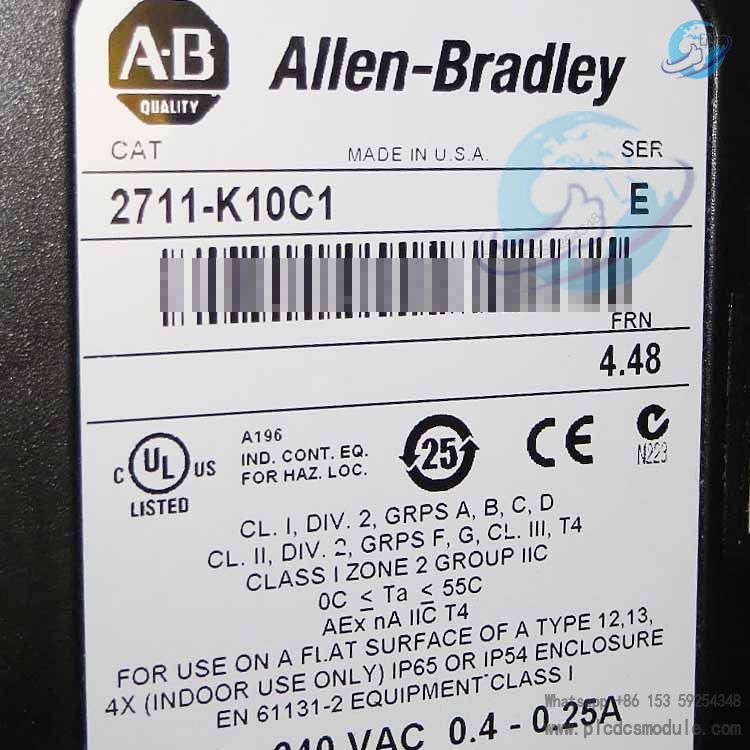 A-B
QUALITY
Allen-Bradley
CAT
MADE IN U.S.A.
SER
2711-K10C1
E
FRN
4.48
C UL US
LISTED
A196
IND. CONT. EQ.
FOR HAZ. LOC.
25
CE
N223
CL. I, DIV. 2, GRPS A, B, C, D
CL. II, DIV. 2, GRPS F, G, CL. III, T4
CLASS I ZONE 2 GROUP IIC
0C ≤ Ta ≤ 55C
AEx nA IIC T4
FOR USE ON A FLAT SURFACE OF A TYPE 12,13,
4X (INDOOR USE ONLY) IP65 OR IP54 ENCLOSURE
EN 61131-2 EQUIPMENT CLASS I
240 VAC 0.4 - 0.25A
Whatsapp:+86 153 59254348
www.plcdcsmodule.com